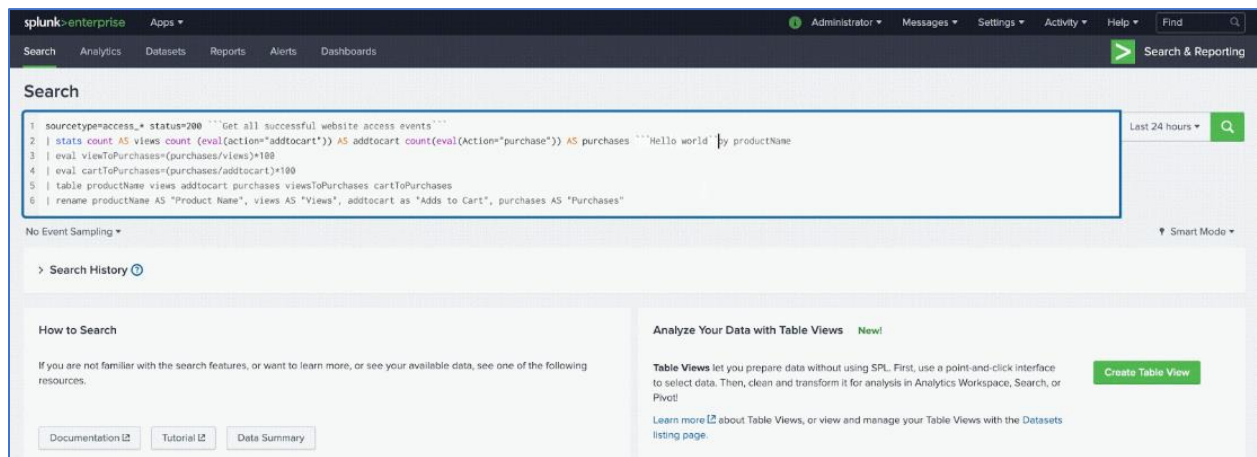 splunk>enterprise Apps
Administrator Messages Settings Activity Help Find
Search Analytics Datasets Reports Alerts Dashboards Search & Reporting
Search
1 sourcetype=access_* status=200 ```Get all successful website access events```
2 | stats count AS views count (eval(action="addtocart")) AS addtocart count(eval(Action="purchase")) AS purchases ```Hello world``by productName
3 | eval viewToPurchases=(purchases/views)*100
4 | eval cartToPurchases=(purchases/addtocart)*100
5 | table productName views addtocart purchases viewsToPurchases cartToPurchases
6 | rename productName AS "Product Name", views AS "Views", addtocart as "Adds to Cart", purchases AS "Purchases"
Last 24 hours
No Event Sampling Smart Mode
> Search History ?
How to Search
If you are not familiar with the search features, or want to learn more, or see your available data, see one of the following
resources.
Documentation Tutorial Data Summary
Analyze Your Data with Table Views New!
Table Views let you prepare data without using SPL. First, use a point-and-click interface
to select data. Then, clean and transform it for analysis in Analytics Workspace, Search, or
Pivot!
Create Table View
Learn more about Table Views, or view and manage your Table Views with the Datasets
listing page.